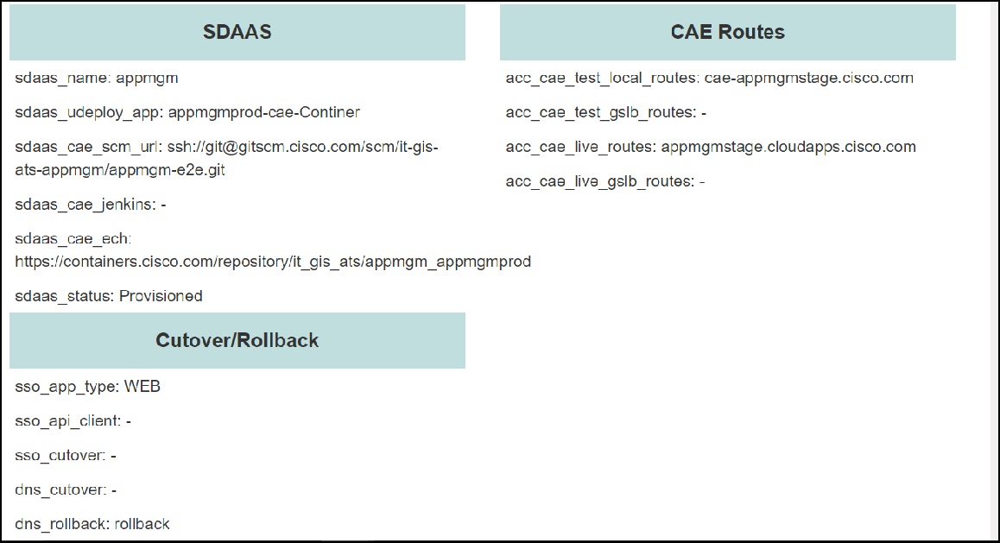 SDAAS
sdaas_name: appmgm
sdaas_udeploy_app: appmgmprod-cae-Continer
sdaas_cae_scm_url: ssh://git@gitscm.cisco.com/scm/it-gis-
ats-appmgm/appmgm-e2e.git
sdaas_cae_jenkins: -
sdaas_cae_ech:
https://containers.cisco.com/repository/it_gis_ats/appmgm_appmgmprod
sdaas_status: Provisioned
CAE Routes
acc_cae_test_local_routes: cae-appmgmstage.cisco.com
acc_cae_test_gslb_routes: -
acc_cae_live_routes: appmgmstage.cloudapps.cisco.com
acc_cae_live_gslb_routes: -
Cutover/Rollback
sso_app_type: WEB
sso_api_client: -
sso_cutover: -
dns_cutover: -
dns_rollback: rollback